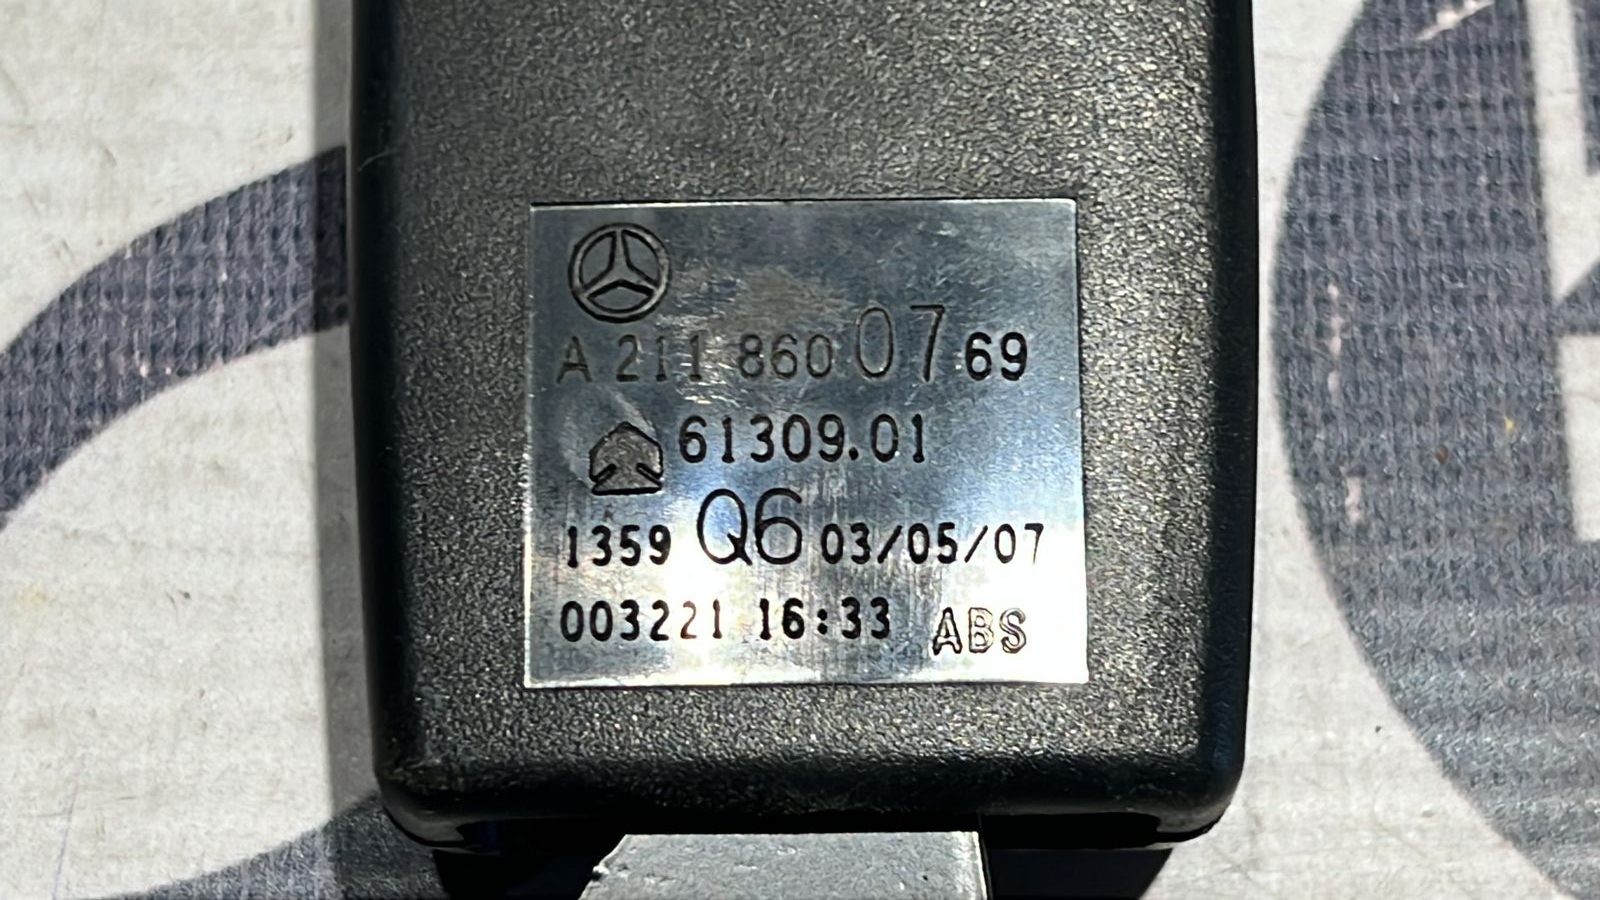 A 211 860 07 69
61309.01
1359 Q6 03/05/07
003221 16:33 ABS